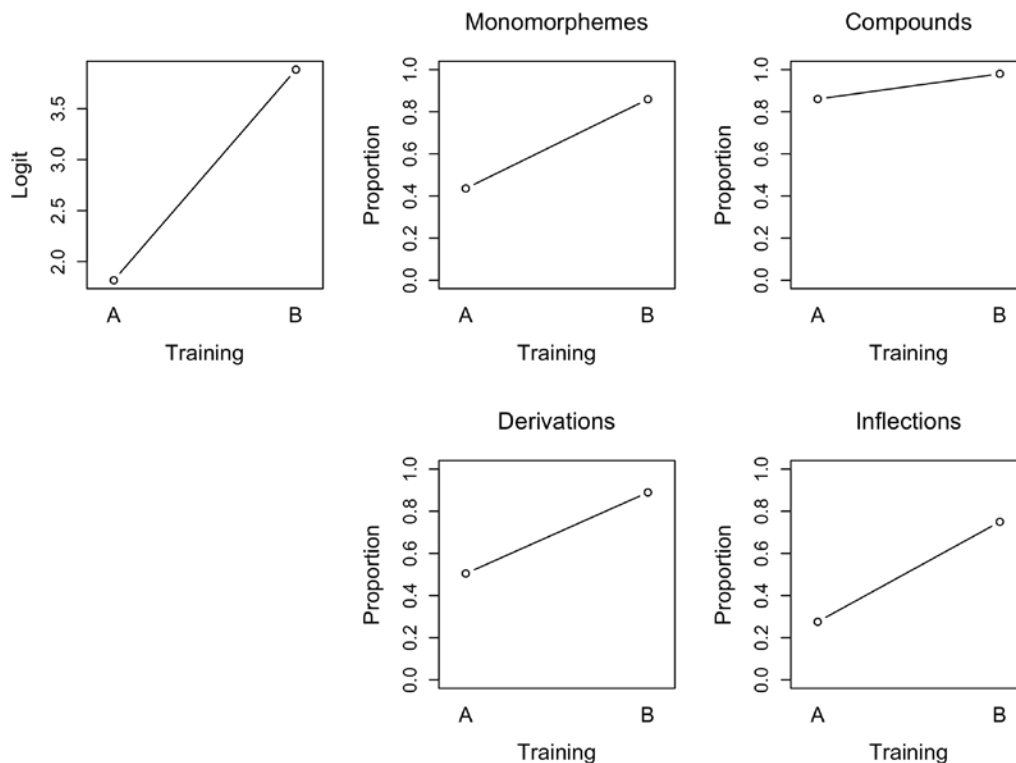 Logit
3.5
3.0
2.5
2.0
A B
Training
Monomorphemes
Proportion
1.0
0.8
0.6
0.4
0.2
0.0
A B
Training
Compounds
Proportion
1.0
0.8
0.6
0.4
0.2
0.0
A B
Training
Derivations
Proportion
1.0
0.8
0.6
0.4
0.2
0.0
A B
Training
Inflections
Proportion
1.0
0.8
0.6
0.4
0.2
0.0
A B
Training